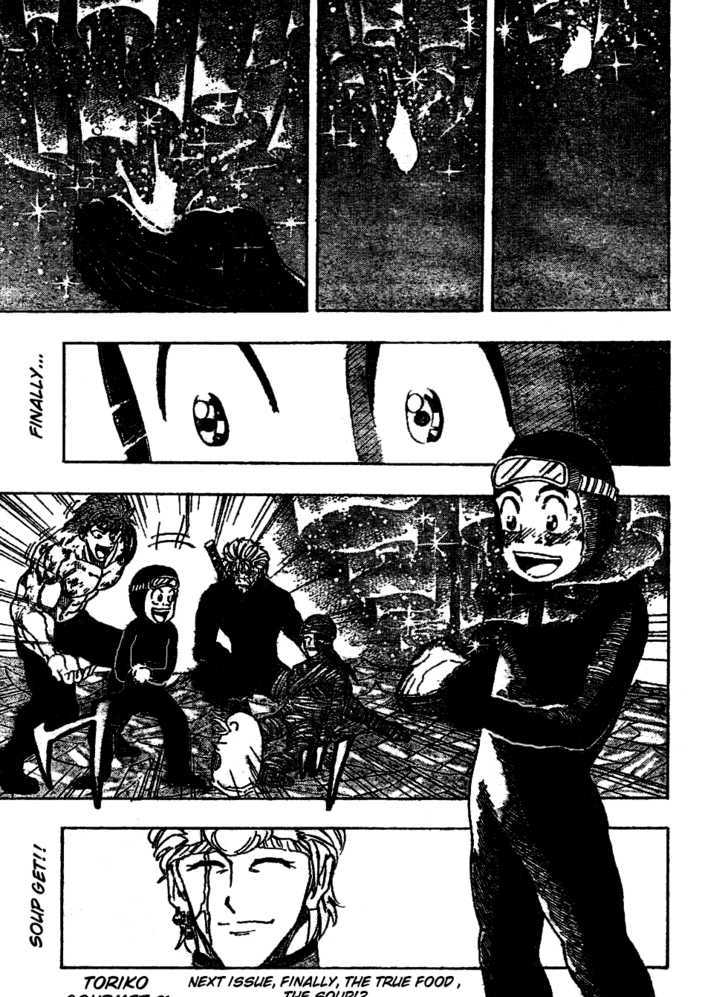 FINALLY...
SOUP GET!!
TORIKO
NEXT ISSUE, FINALLY, THE TRUE FOOD,
THE SOUP!?